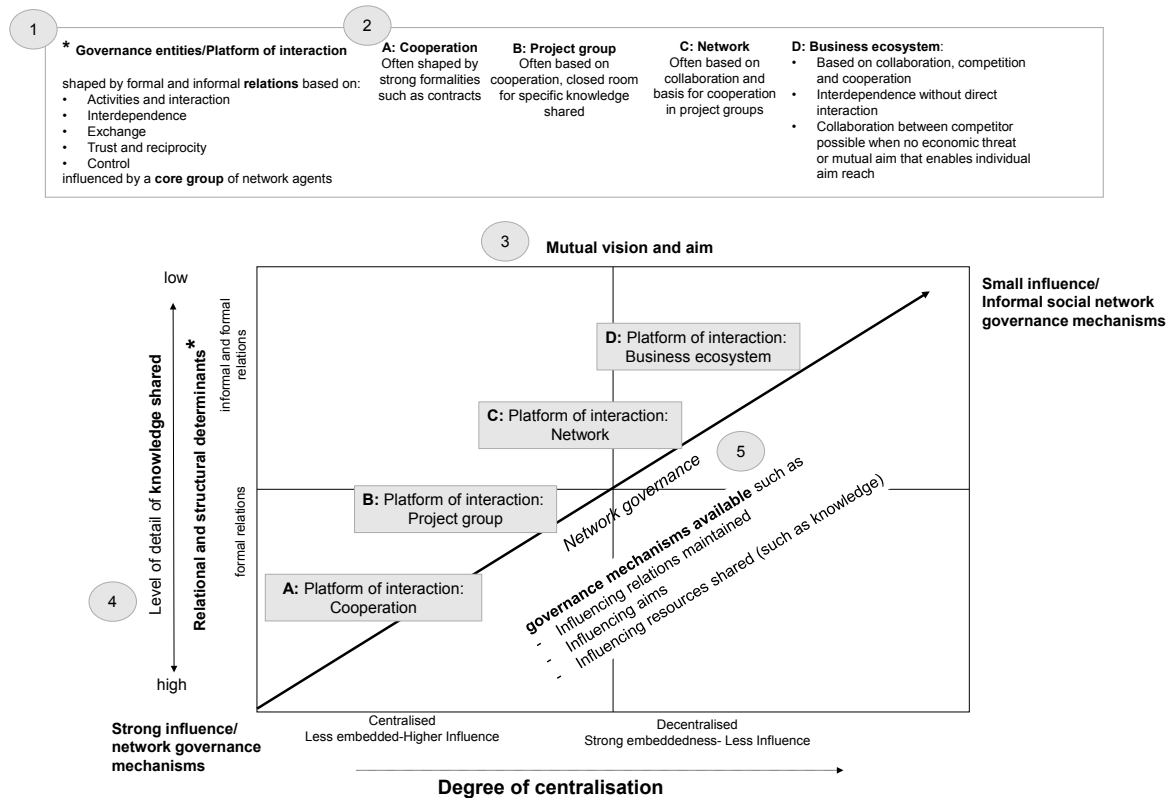 1
2
* Governance entities/Platform of interaction
shaped by formal and informal relations based on:
• Activities and interaction
• Interdependence
• Exchange
• Trust and reciprocity
• Control
influenced by a core group of network agents
A: Cooperation
Often shaped by
strong formalities
such as contracts
B: Project group
Often based on
cooperation, closed room
for specific knowledge
shared
C: Network
Often based on
collaboration and
basis for cooperation
in project groups
D: Business ecosystem:
• Based on collaboration, competition
and cooperation
• Interdependence without direct
interaction
• Collaboration between competitor
possible when no economic threat
or mutual aim that enables individual
aim reach
3
Mutual vision and aim
low
Level of detail of knowledge shared
Relational and structural determinants*
informal and formal
relations
formal relations
4
high
Small influence/
Informal social network
governance mechanisms
D: Platform of interaction:
Business ecosystem
C: Platform of interaction:
Network
B: Platform of interaction:
Project group
A: Platform of interaction:
Cooperation
5
Network governance
governance mechanisms available such as
- Influencing relations maintained
- Influencing aims
- Influencing resources shared (such as knowledge)
Strong influence/
network governance
mechanisms
Centralised
Less embedded-Higher Influence
Decentralised
Strong embeddedness- Less Influence
Degree of centralisation